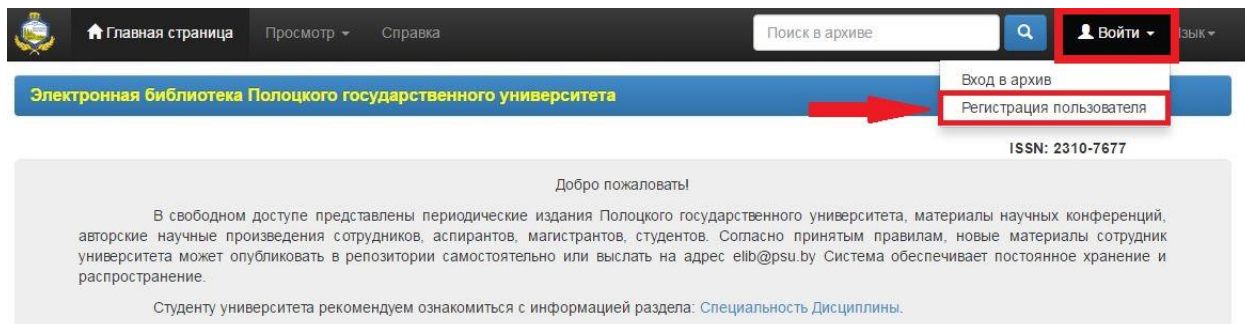 Главная страница Просмотр Справка Поиск в архиве Войти Язык
Вход в архив
Электронная библиотека Полоцкого государственного университета
Регистрация пользователя
ISSN: 2310-7677
Добро пожаловать!
В свободном доступе представлены периодические издания Полоцкого государственного университета, материалы научных конференций,
авторские научные произведения сотрудников, аспирантов, магистрантов, студентов. Согласно принятым правилам, новые материалы сотрудник
университета может опубликовать в репозитории самостоятельно или выслать на адрес elib@psu.by Система обеспечивает постоянное хранение и
распространение.
Студенту университета рекомендуем ознакомиться с информацией раздела: Специальность Дисциплины.